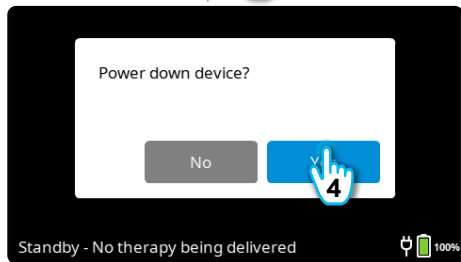 Power down device?
No
4
Standby - No therapy being delivered
100%